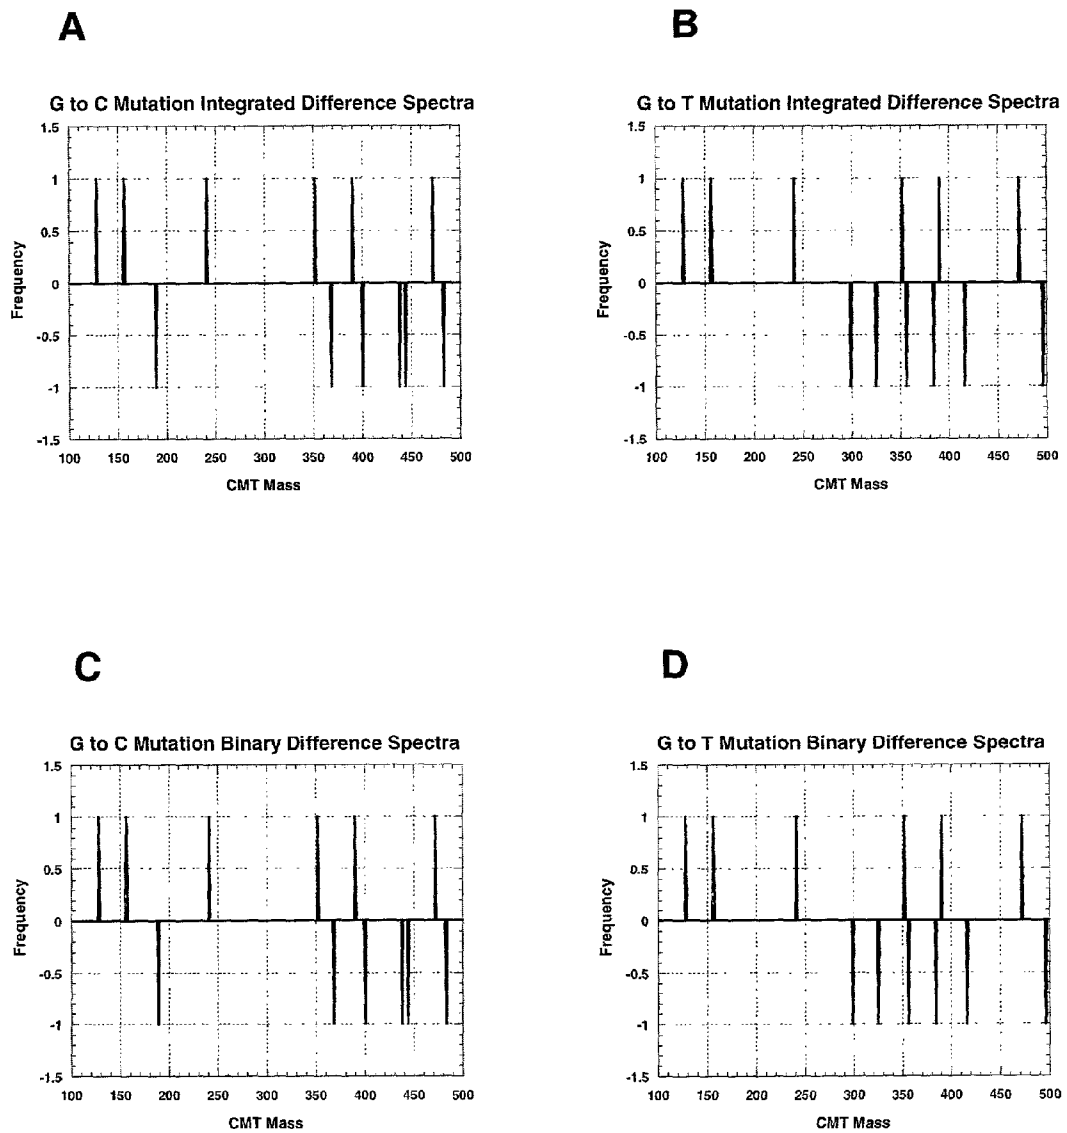 A
B
G to C Mutation Integrated Difference Spectra
G to T Mutation Integrated Difference Spectra
1.5
1
0.5
0
-0.5
-1
-1.5
Frequency
100 150 200 250 300 350 400 450 500
CMT Mass
1.5
1
0.5
0
-0.5
-1
-1.5
Frequency
100 150 200 250 300 350 400 450 500
CMT Mass
C
D
G to C Mutation Binary Difference Spectra
G to T Mutation Binary Difference Spectra
1.5
1
0.5
0
-0.5
-1
-1.5
Frequency
100 150 200 250 300 350 400 450 500
CMT Mass
1.5
1
0.5
0
-0.5
-1
-1.5
Frequency
100 150 200 250 300 350 400 450 500
CMT Mass